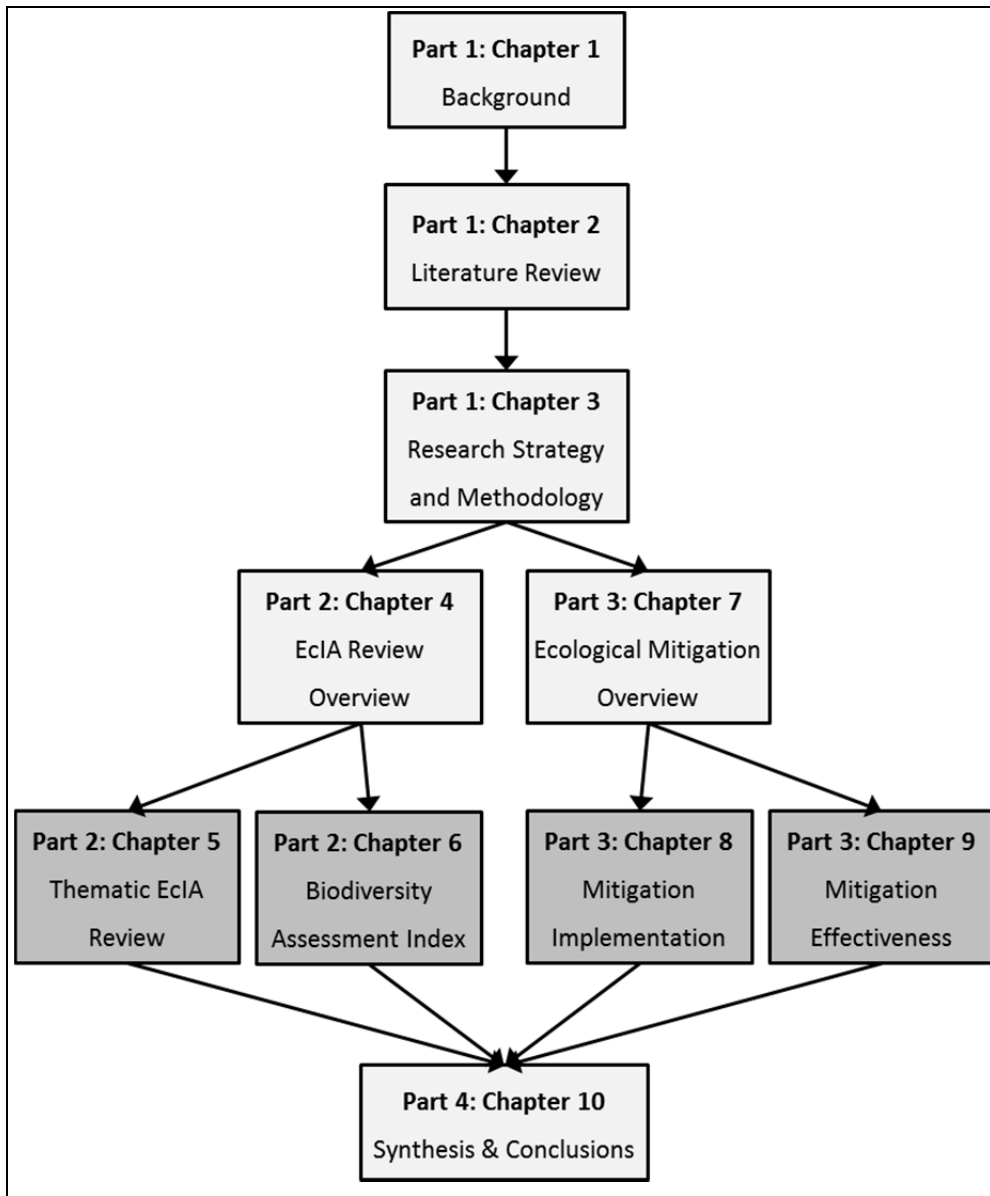 Part 1: Chapter 1
Background
Part 1: Chapter 2
Literature Review
Part 1: Chapter 3
Research Strategy
and Methodology
Part 2: Chapter 4
EcIA Review
Overview
Part 3: Chapter 7
Ecological Mitigation
Overview
Part 2: Chapter 5
Thematic EcIA
Review
Part 2: Chapter 6
Biodiversity
Assessment Index
Part 3: Chapter 8
Mitigation
Implementation
Part 3: Chapter 9
Mitigation
Effectiveness
Part 4: Chapter 10
Synthesis & Conclusions